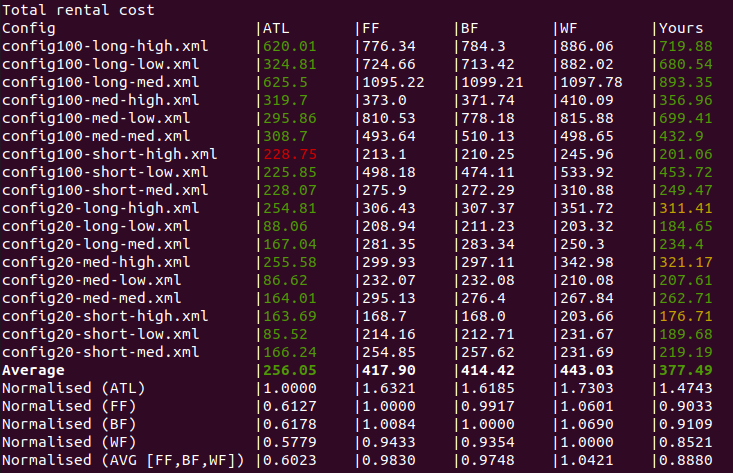 Total rental cost
Config |ATL |FF |BF |WF |Yours
config100-long-high.xml |620.01 |776.34 |784.3 |886.06 |719.88
config100-long-low.xml |324.81 |724.66 |713.42 |882.02 |680.54
config100-long-med.xml |625.5 |1095.22 |1099.21 |1097.78 |893.35
config100-med-high.xml |319.7 |373.0 |371.74 |410.09 |356.96
config100-med-low.xml |295.86 |810.53 |778.18 |815.88 |699.41
config100-med-med.xml |308.7 |493.64 |510.13 |498.65 |432.9
config100-short-high.xml |228.75 |213.1 |210.25 |245.96 |201.06
config100-short-low.xml |225.85 |498.18 |474.11 |533.92 |453.72
config100-short-med.xml |228.07 |275.9 |272.29 |310.88 |249.47
config20-long-high.xml |254.81 |306.43 |307.37 |351.72 |311.41
config20-long-low.xml |88.06 |208.94 |211.23 |203.32 |184.65
config20-long-med.xml |167.04 |281.35 |283.34 |250.3 |234.4
config20-med-high.xml |255.58 |299.93 |297.11 |342.98 |321.17
config20-med-low.xml |86.62 |232.07 |232.08 |210.08 |207.61
config20-med-med.xml |164.01 |295.13 |276.4 |267.84 |262.71
config20-short-high.xml |163.69 |168.7 |168.0 |203.66 |176.71
config20-short-low.xml |85.52 |214.16 |212.71 |231.67 |189.68
config20-short-med.xml |166.24 |254.85 |257.62 |231.69 |219.19
Average |256.05 |417.90 |414.42 |443.03 |377.49
Normalised (ATL) |1.0000 |1.6321 |1.6185 |1.7303 |1.4743
Normalised (FF) |0.6127 |1.0000 |0.9917 |1.0601 |0.9033
Normalised (BF) |0.6178 |1.0084 |1.0000 |1.0690 |0.9109
Normalised (WF) |0.5779 |0.9433 |0.9354 |1.0000 |0.8521
Normalised (AVG [FF,BF,WF]) |0.6023 |0.9830 |0.9748 |1.0421 |0.8880